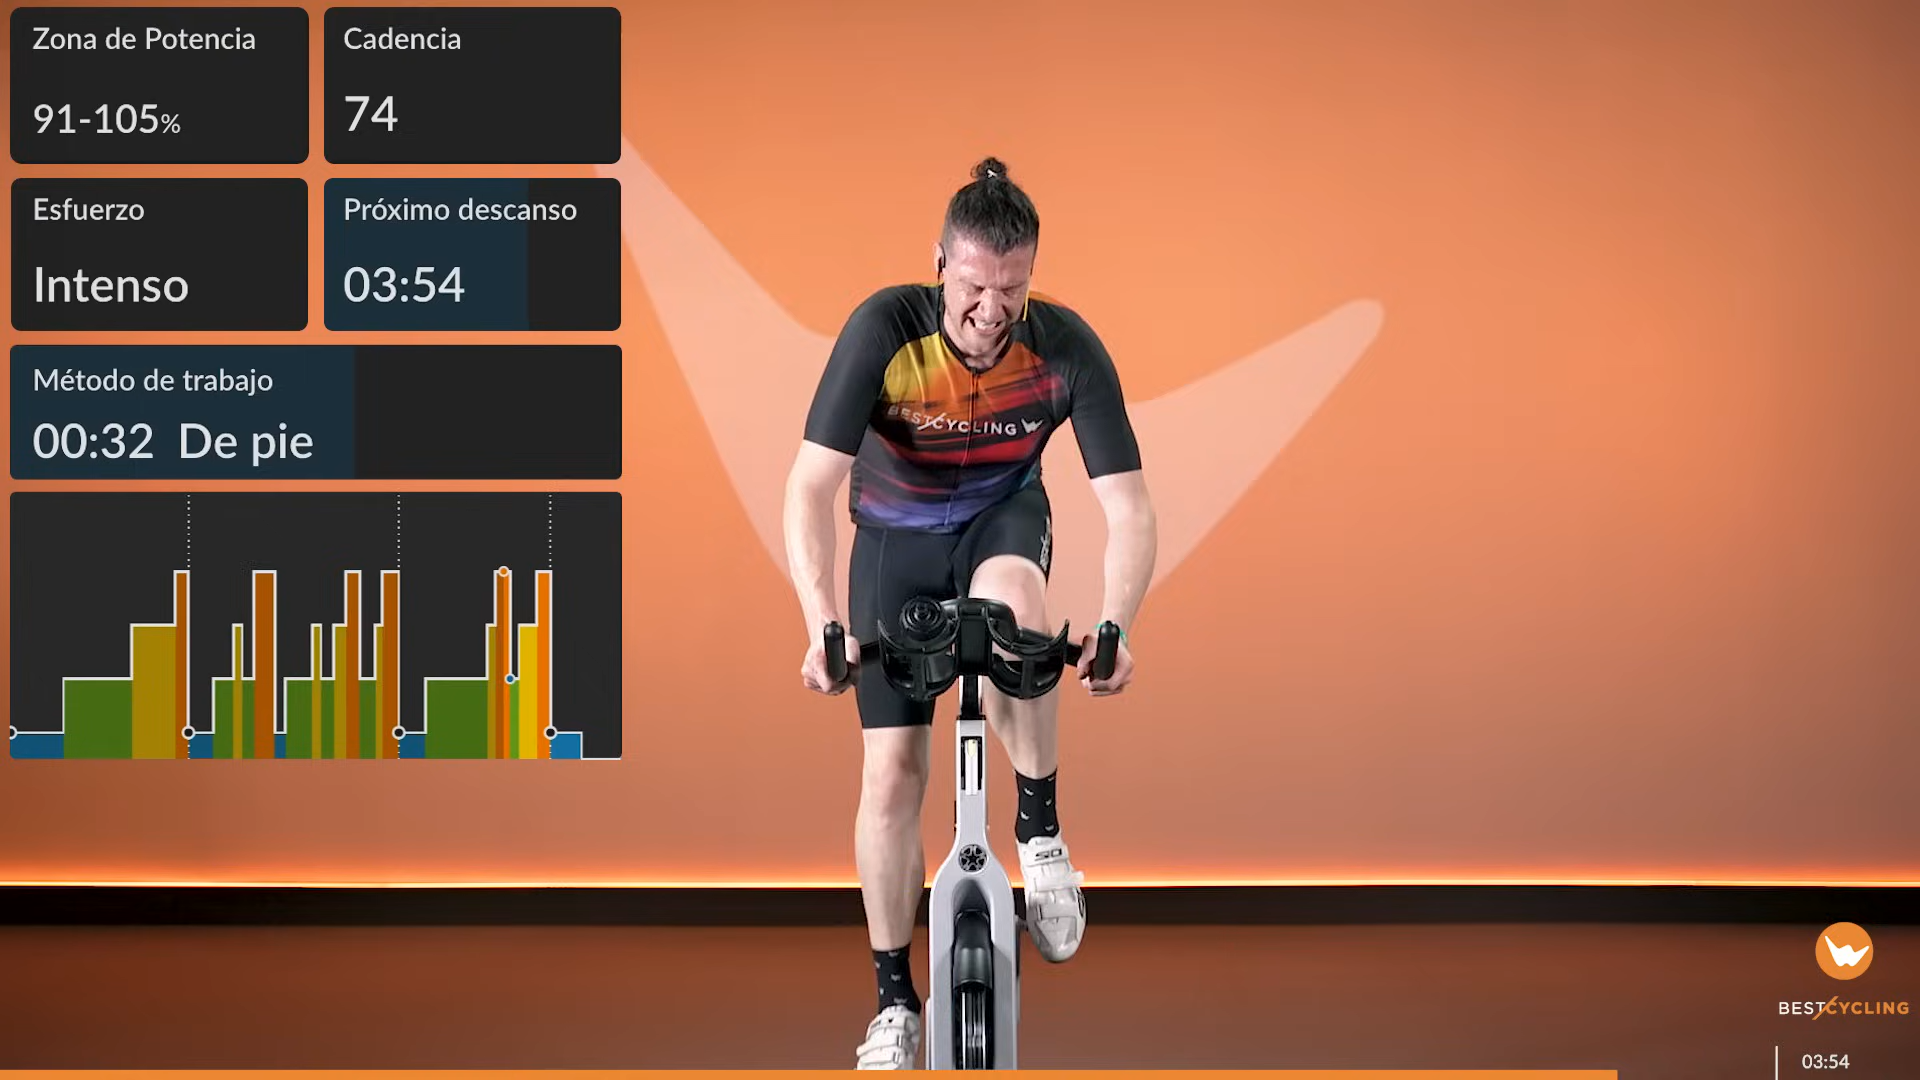 Zona de Potencia
91-105%
Cadencia
74
Esfuerzo
Intenso
Próximo descanso
03:54
Método de trabajo
00:32 De pie
BESTCYCLING
BESTCYCLING
03:54